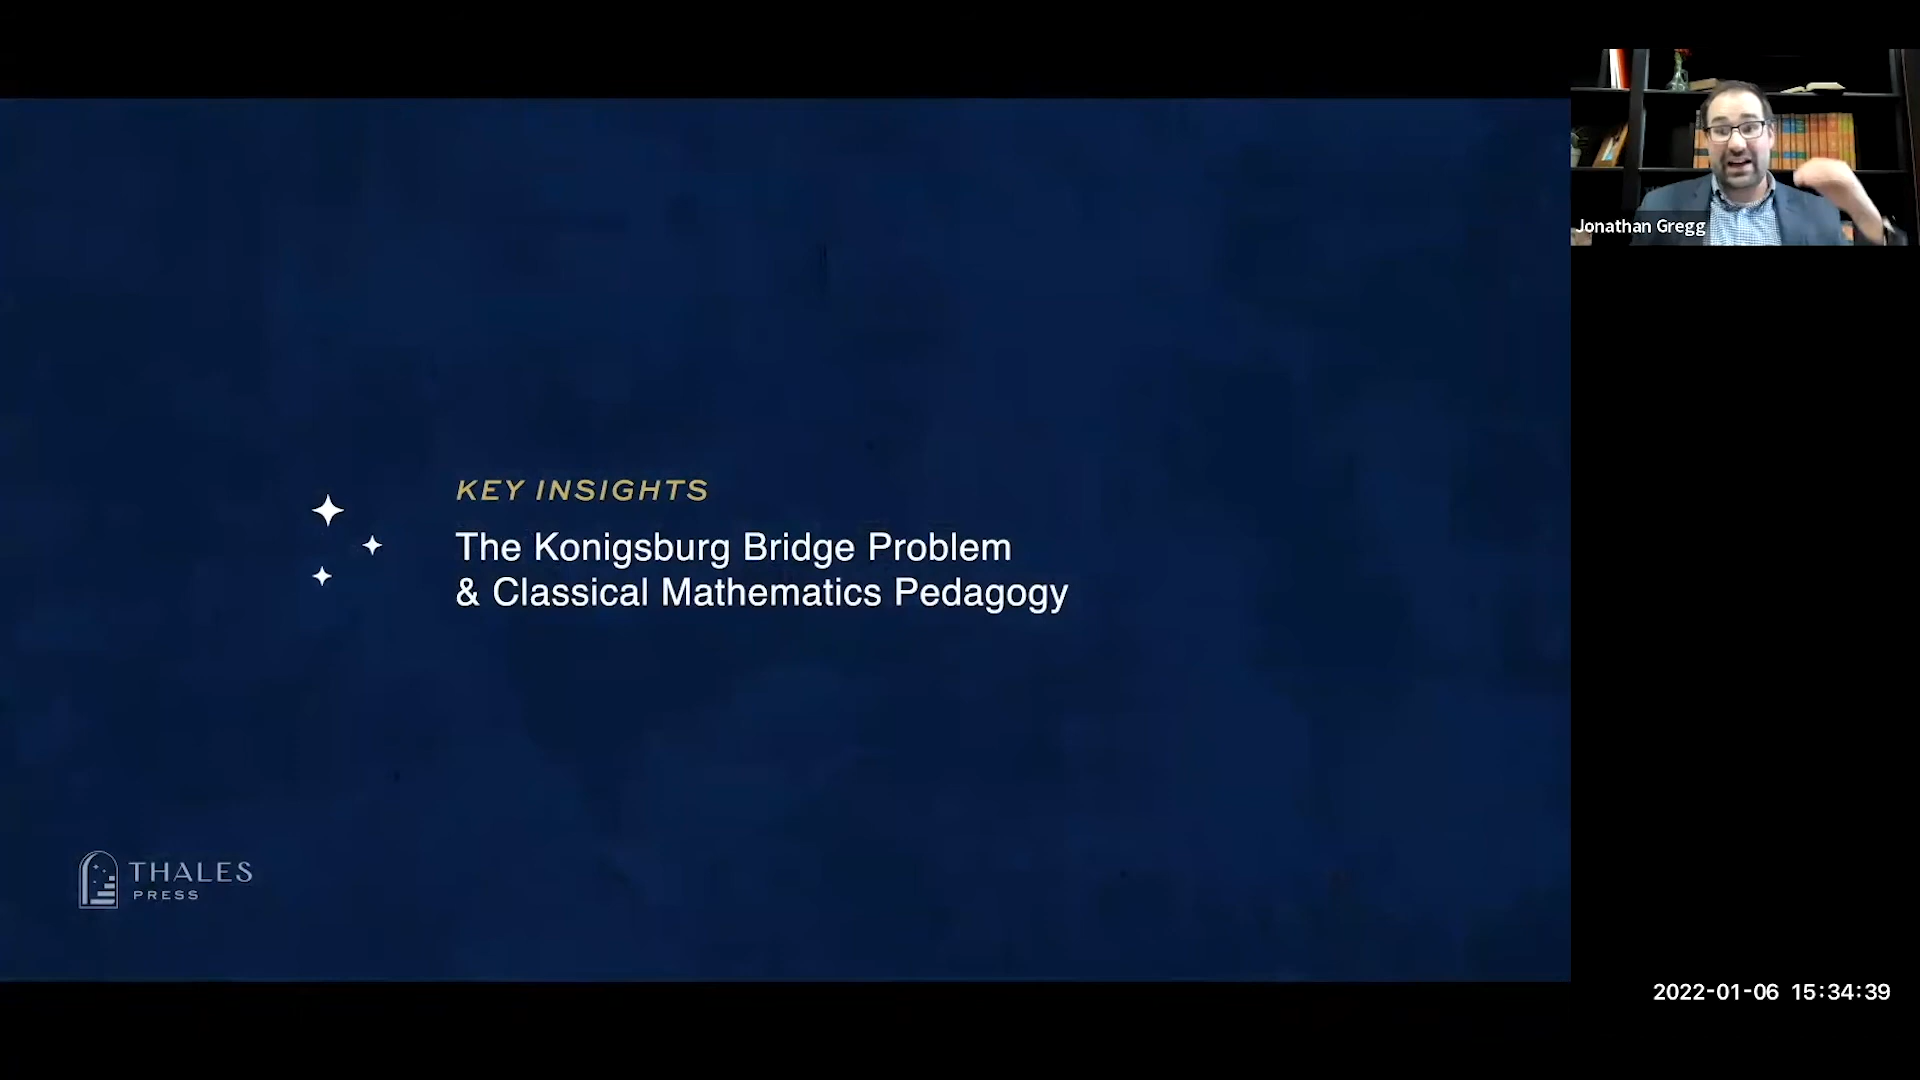 Jonathan Gregg
KEY INSIGHTS
The Konigsburg Bridge Problem
& Classical Mathematics Pedagogy
THALES
PRESS
2022-01-06 15:34:39